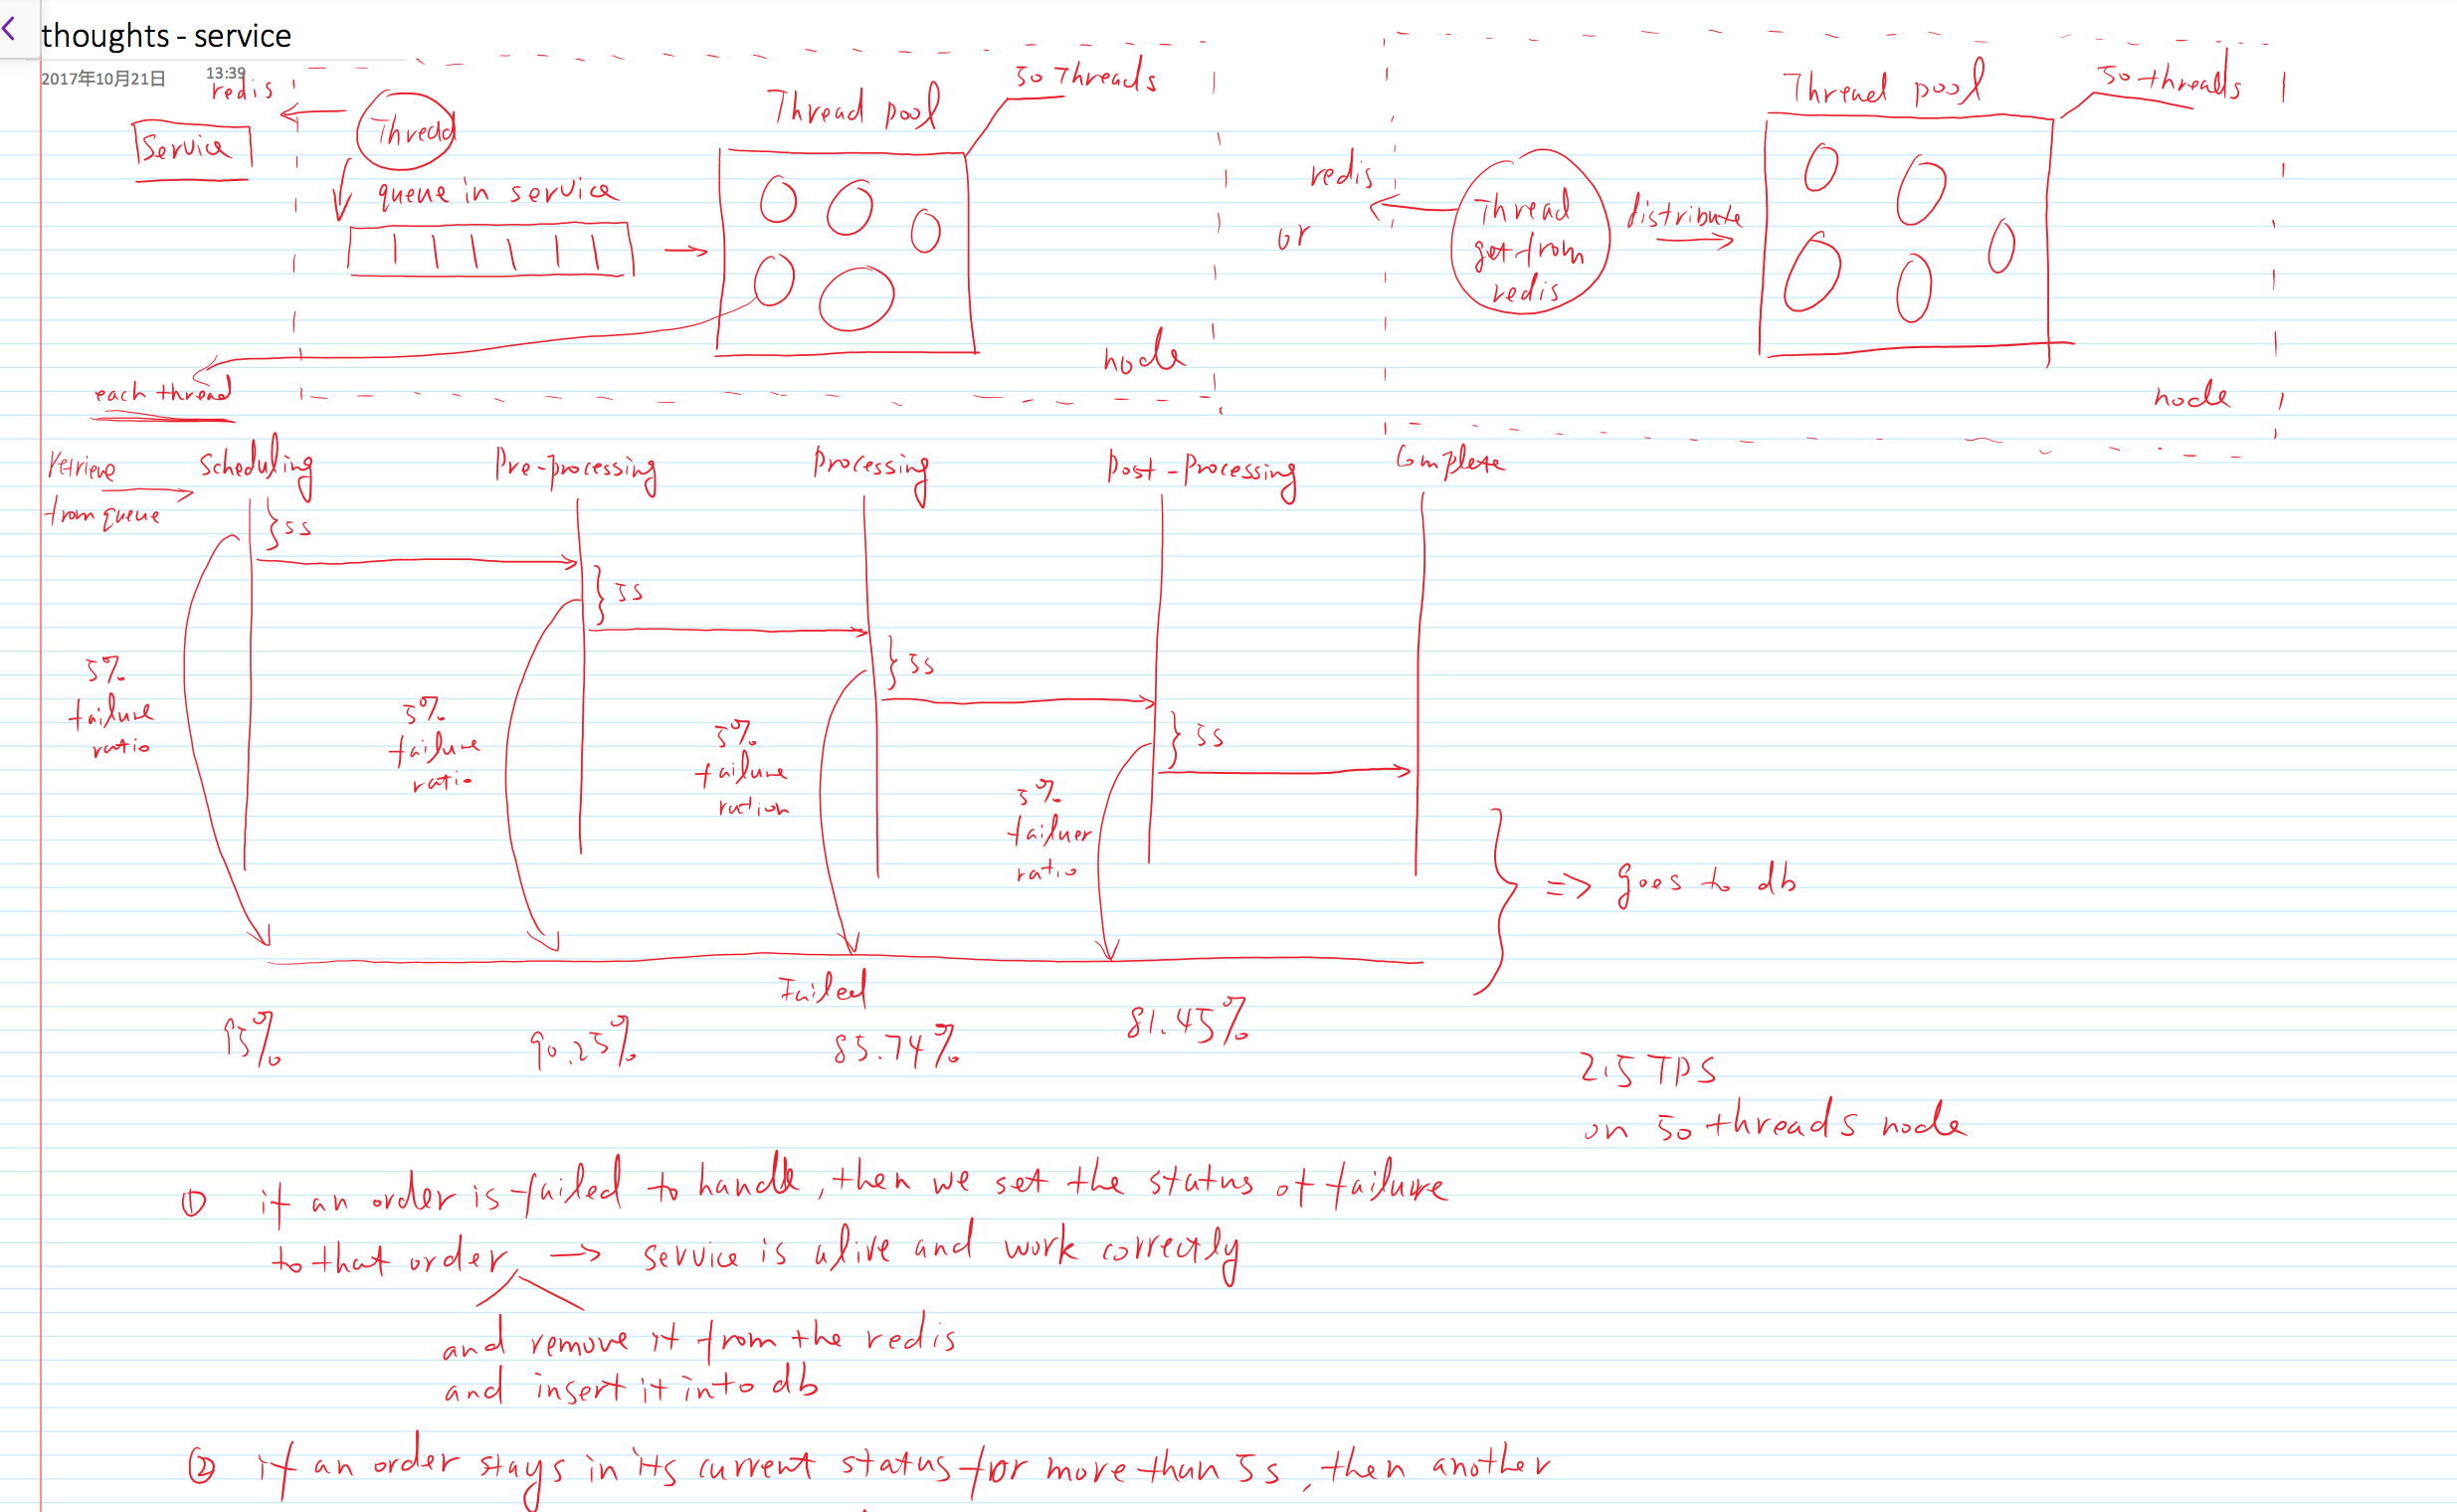 thoughts - service
2017年10月21日
13:39
redis
Service
Thread
queue in service
Thread pool
50 Threads
node
or
redis
Thread
get from
redis
distribute
Thread pool
50 threads
node
each thread
Retrieve
from queue
Scheduling
Pre-processing
Processing
Post-Processing
Complete
5s
5s
5s
5s
5%
failure
ratio
5%
failure
ratio
5%
failure
ration
5%
failuer
ratio
=> goes to db
Failed
95%
90.25%
85.74%
81.45%
2.5 TPS
on 50 threads node
① if an order is failed to handle, then we set the status of failure
to that order → service is alive and work correctly
and remove it from the redis
and insert it into db
② if an order stays in its current status for more than 5s, then another